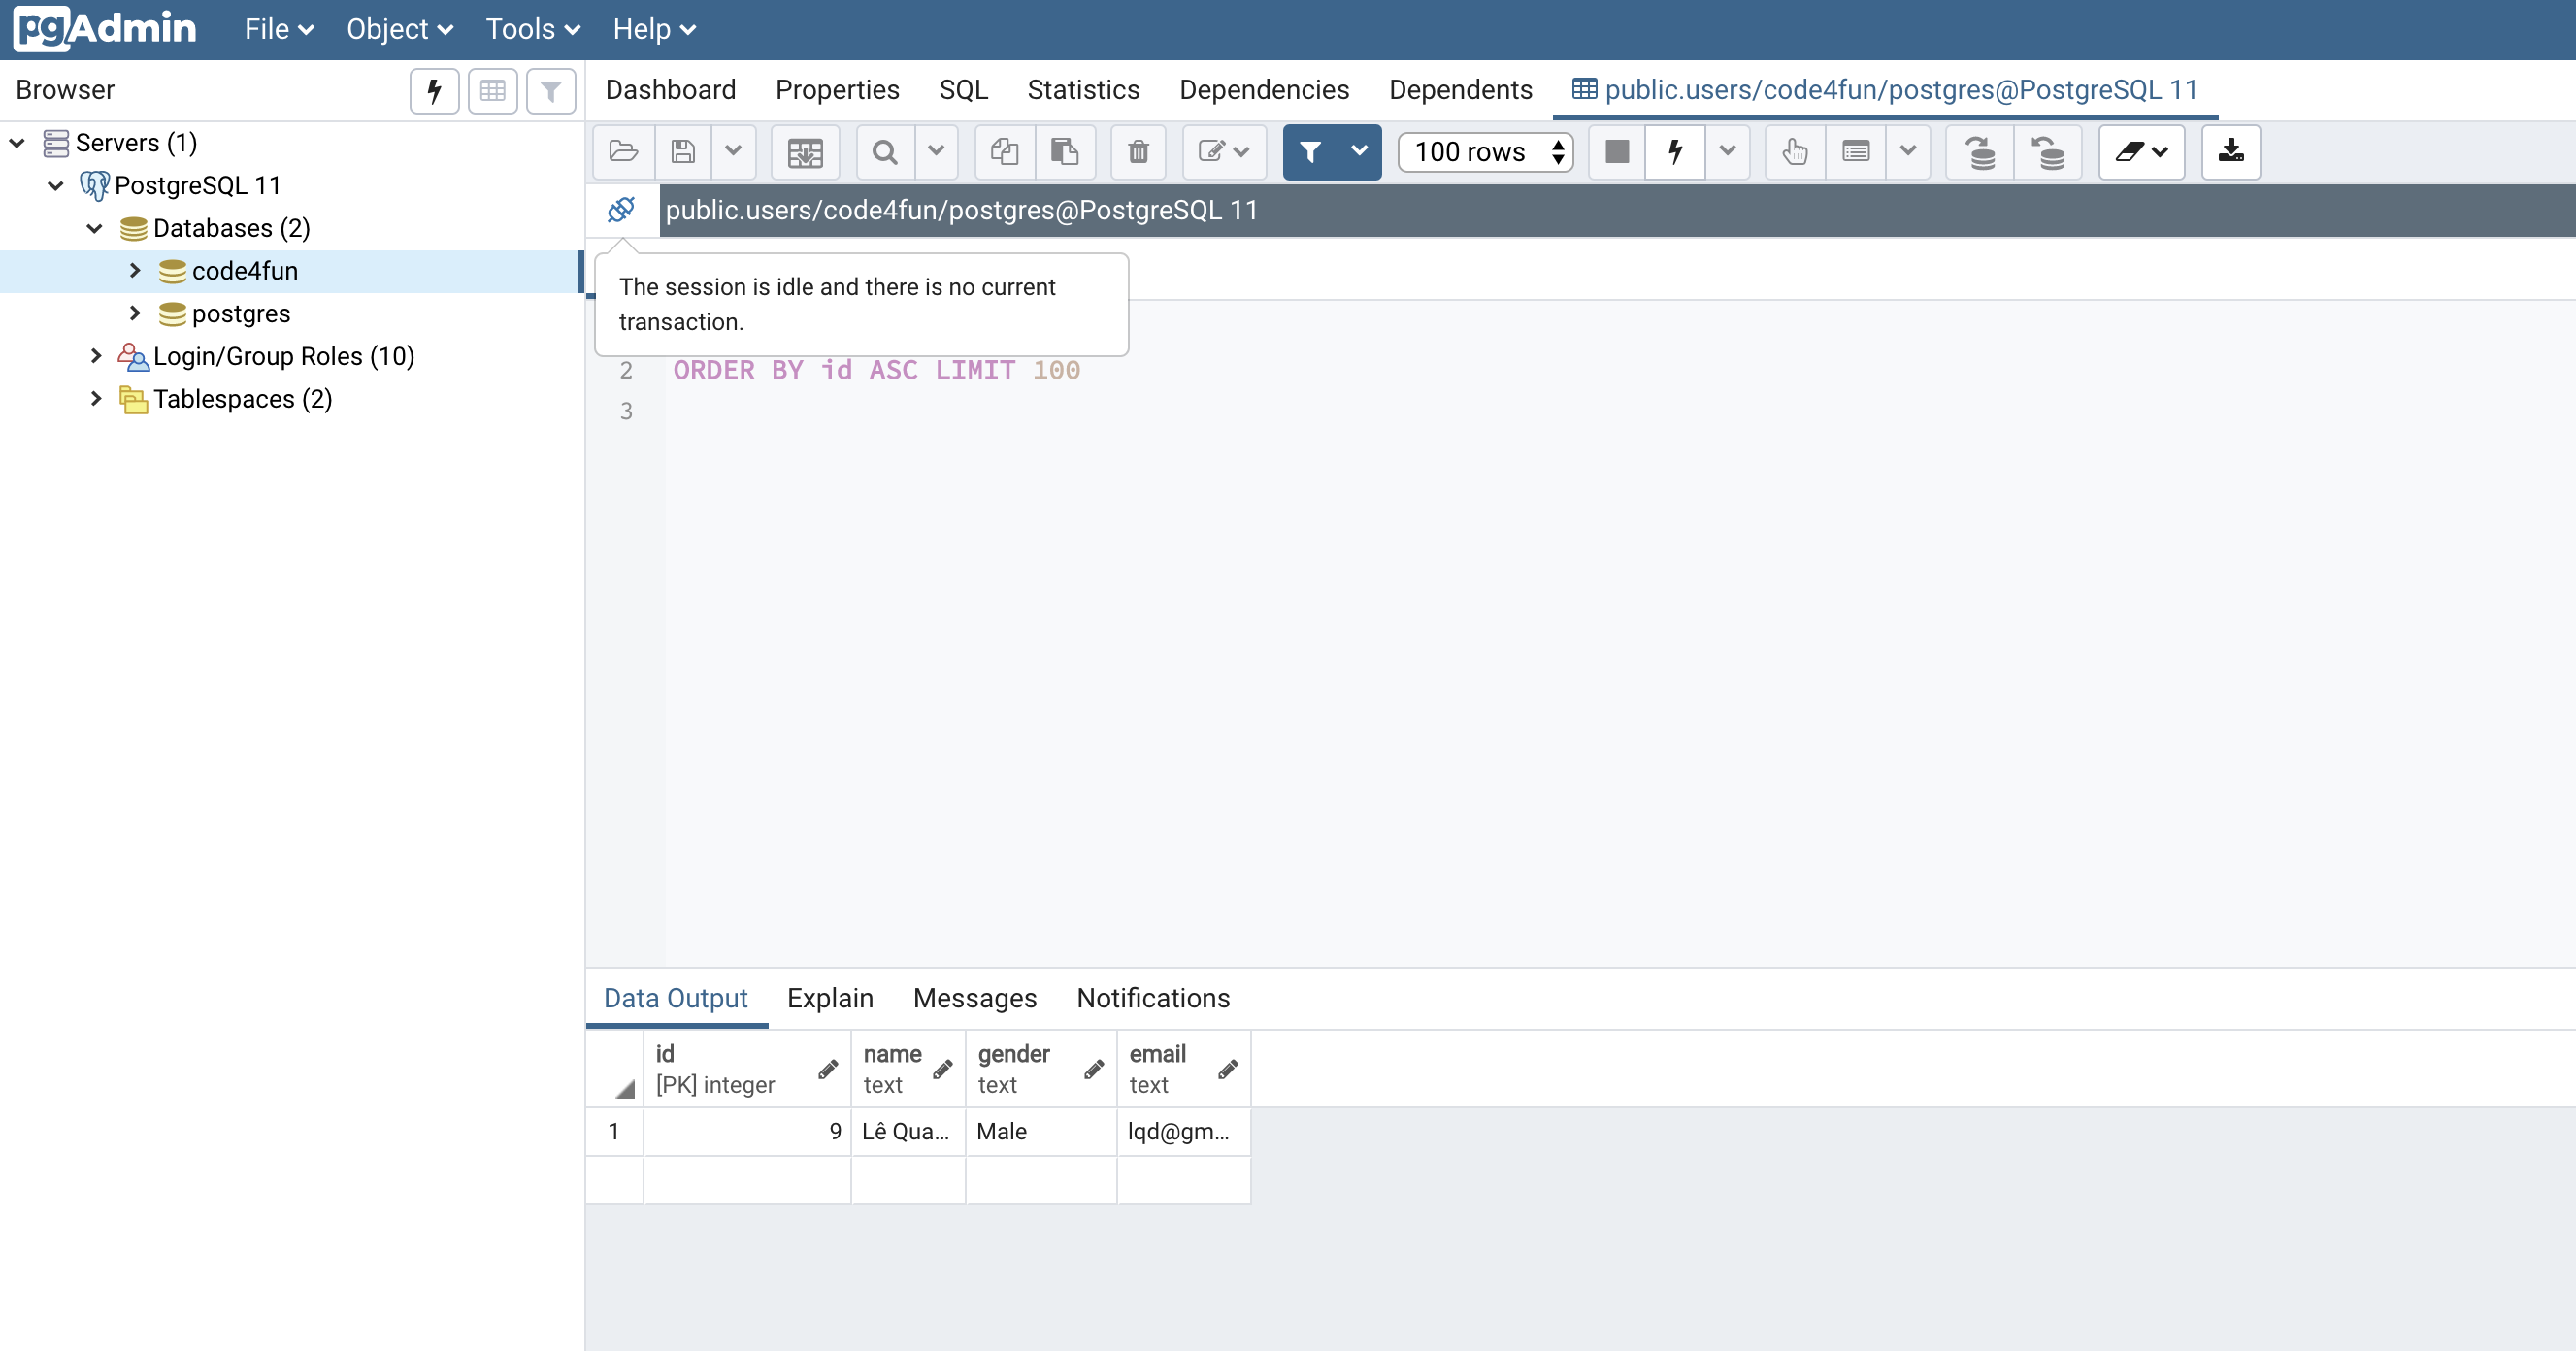 pgAdmin File Object Tools Help
Browser
Dashboard Properties SQL Statistics Dependencies Dependents public.users/code4fun/postgres@PostgreSQL 11
Servers (1)
PostgreSQL 11
Databases (2)
code4fun
postgres
Login/Group Roles (10)
Tablespaces (2)
100 rows
public.users/code4fun/postgres@PostgreSQL 11
The session is idle and there is no current
transaction.
2 ORDER BY id ASC LIMIT 100
3
Data Output Explain Messages Notifications
id name gender email
[PK] integer text text text
1 9 Lê Qua... Male lqd@gm...